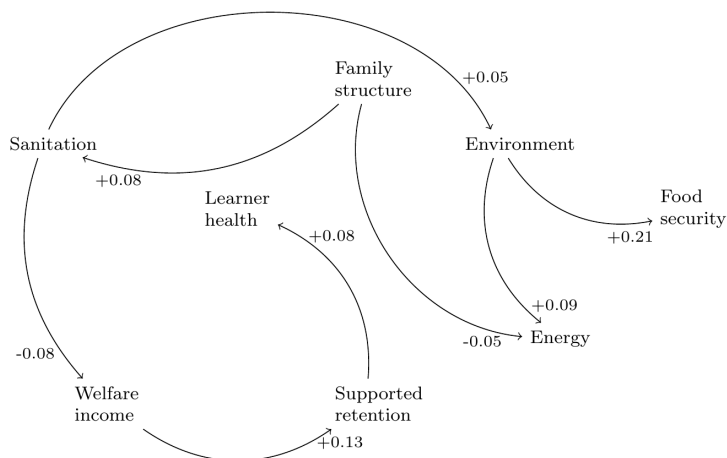 Family
structure
+0.05
Sanitation
Environment
+0.08
Learner
health
Food
security
+0.08
+0.21
+0.09
-0.05
Energy
-0.08
Welfare
income
Supported
retention
+0.13